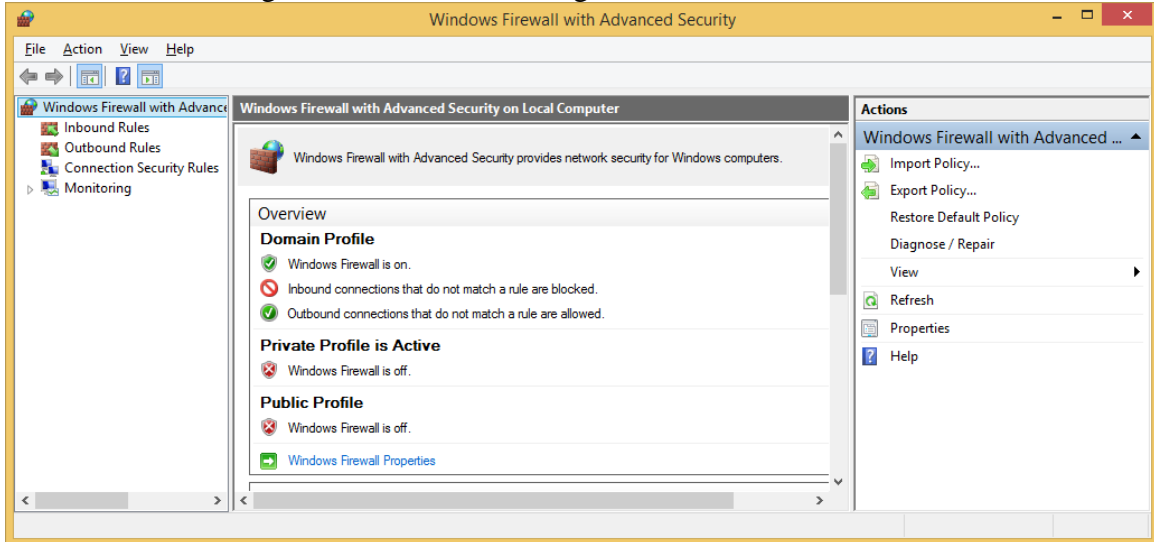 Windows Firewall with Advanced Security
File Action View Help
Windows Firewall with Advance
Inbound Rules
Outbound Rules
Connection Security Rules
Monitoring
Windows Firewall with Advanced Security on Local Computer
Windows Firewall with Advanced Security provides network security for Windows computers.
Overview
Domain Profile
Windows Firewall is on.
Inbound connections that do not match a rule are blocked.
Outbound connections that do not match a rule are allowed.
Private Profile is Active
Windows Firewall is off.
Public Profile
Windows Firewall is off.
Windows Firewall Properties
Actions
Windows Firewall with Advanced ...
Import Policy...
Export Policy...
Restore Default Policy
Diagnose / Repair
View
Refresh
Properties
Help